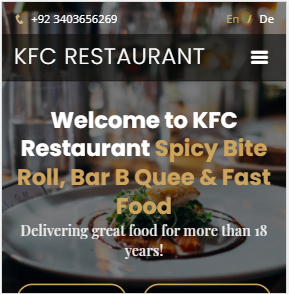 +92 3403656269 En / De
KFC RESTAURANT
Welcome to KFC
Restaurant Spicy Bite
Roll, Bar B Quee & Fast
Food
Delivering great food for more than 18
years!